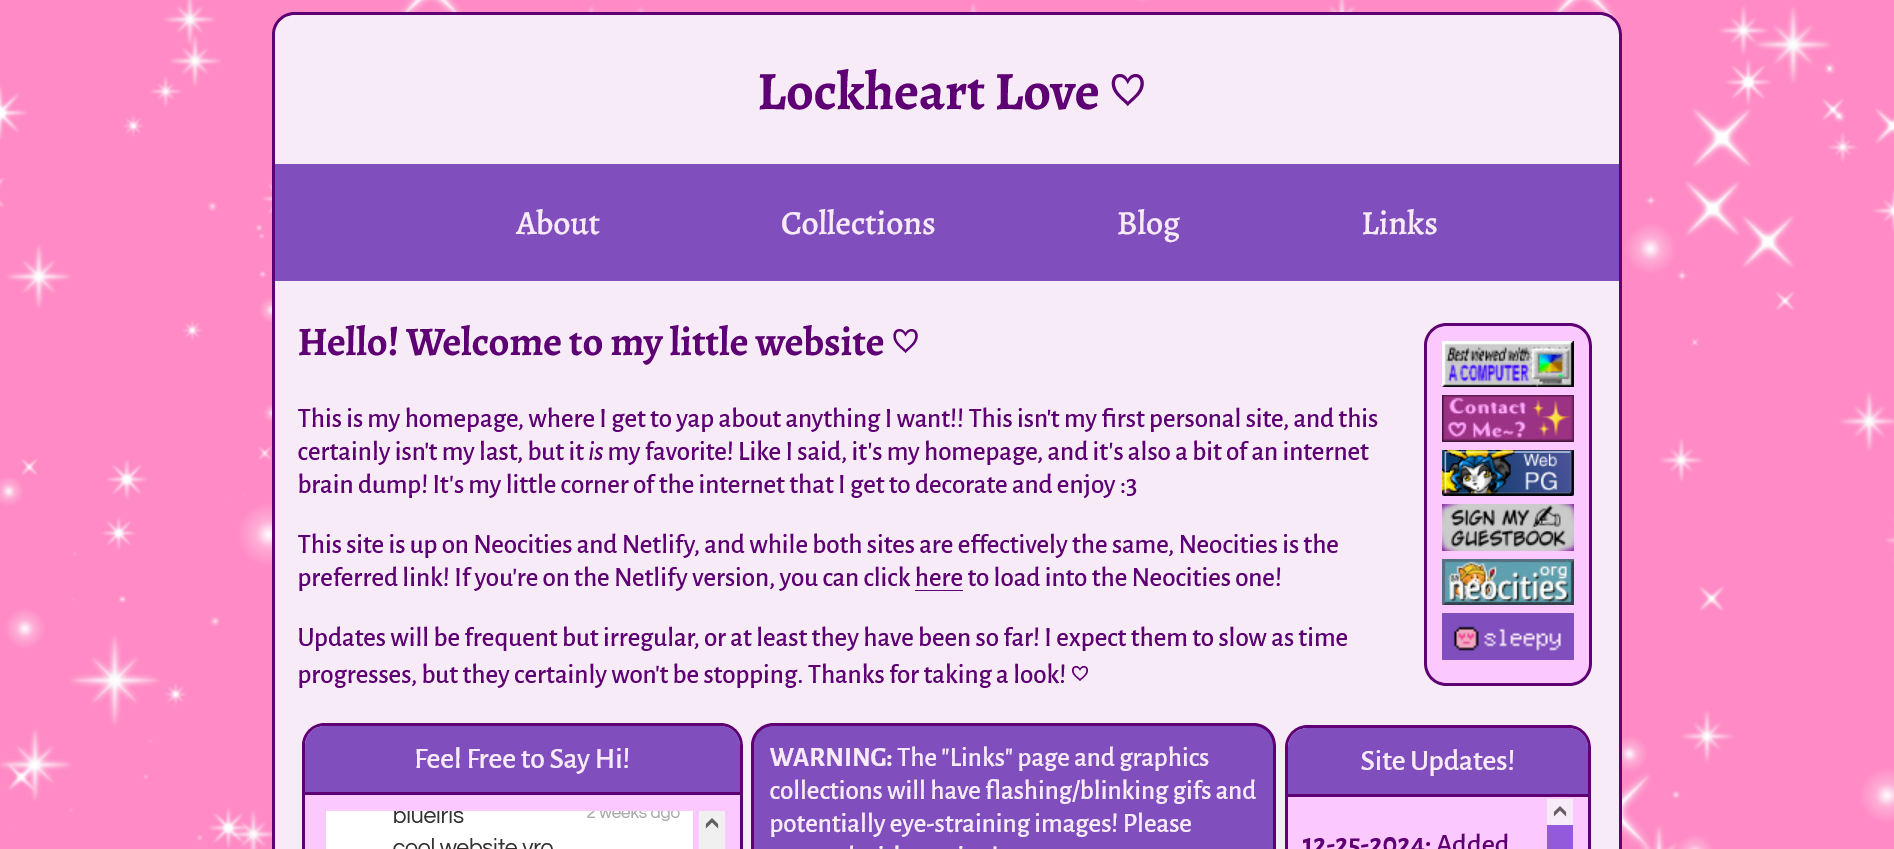 Lockheart Love ♡
About
Collections
Blog
Links
Hello! Welcome to my little website ♡
This is my homepage, where I get to yap about anything I want!! This isn't my first personal site, and this
certainly isn't my last, but it is my favorite! Like I said, it's my homepage, and it's also a bit of an internet
brain dump! It's my little corner of the internet that I get to decorate and enjoy :3
This site is up on Neocities and Netlify, and while both sites are effectively the same, Neocities is the
preferred link! If you're on the Netlify version, you can click here to load into the Neocities one!
Updates will be frequent but irregular, or at least they have been so far! I expect them to slow as time
progresses, but they certainly won't be stopping. Thanks for taking a look! ♡
Best viewed with
A COMPUTER
Contact
♡ Me~?
Web
PG
SIGN MY
GUESTBOOK
org
neocities
sleepy
Feel Free to Say Hi!
blueiris
2 weeks ago
cool website yro
WARNING: The "Links" page and graphics
collections will have flashing/blinking gifs and
potentially eye-straining images! Please
Site Updates!
12-25-2024: Added